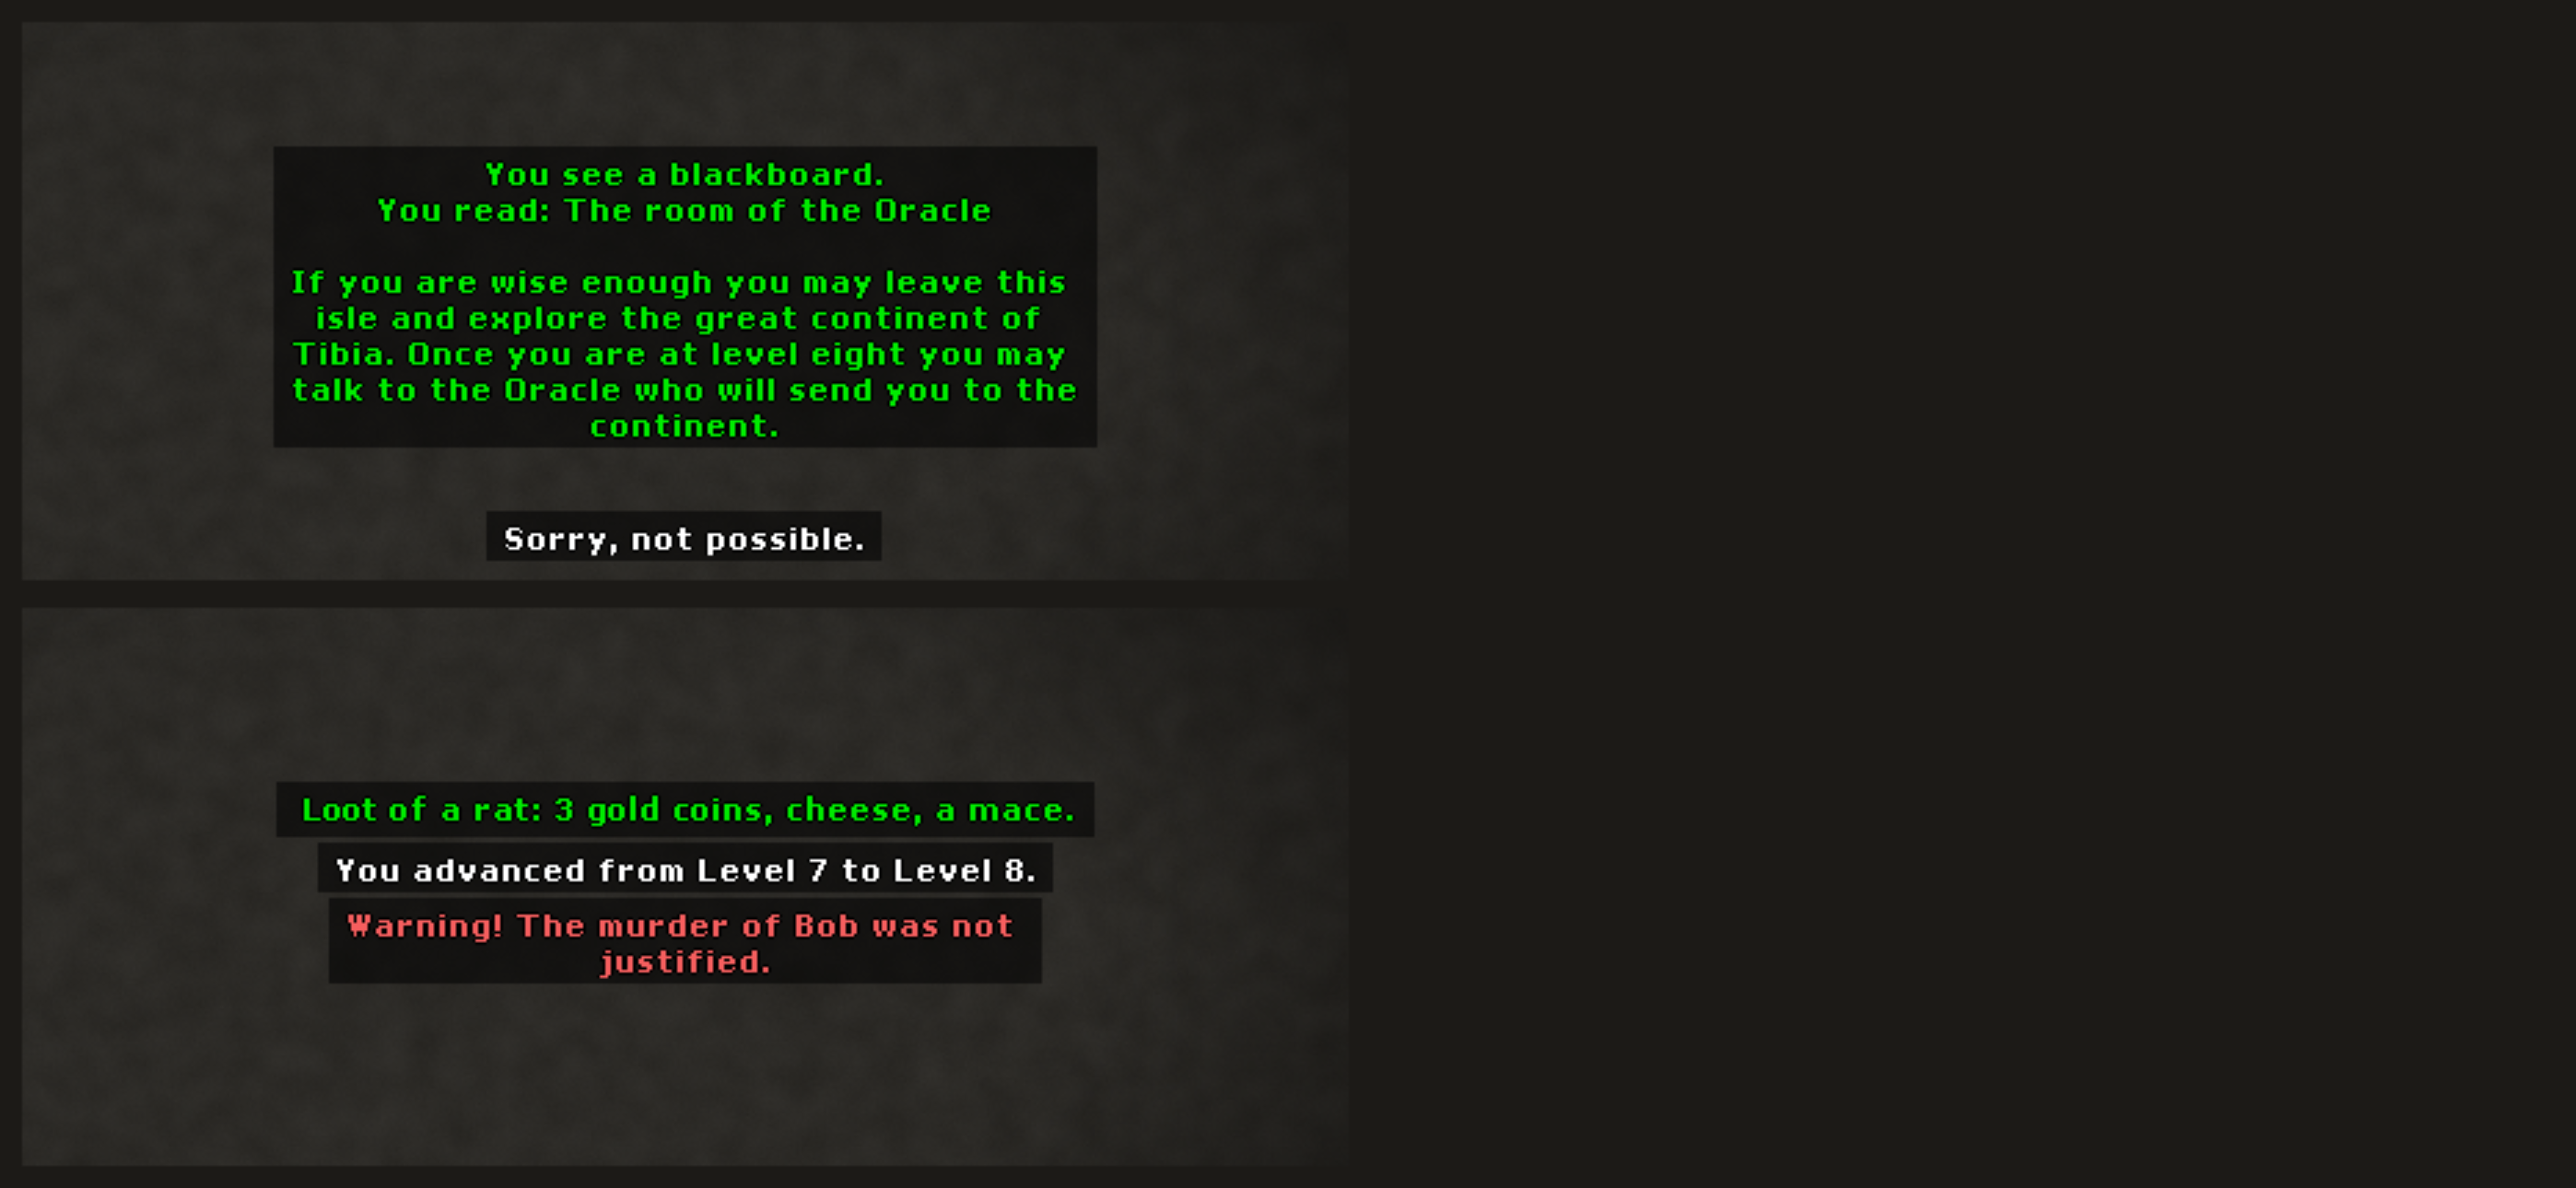 You see a blackboard.
You read: The room of the Oracle
If you are wise enough you may leave this
isle and explore the great continent of
Tibia. Once you are at level eight you may
talk to the Oracle who will send you to the
continent.
Sorry, not possible.
Loot of a rat: 3 gold coins, cheese, a mace.
You advanced from Level 7 to Level 8.
Warning! The murder of Bob was not
justified.